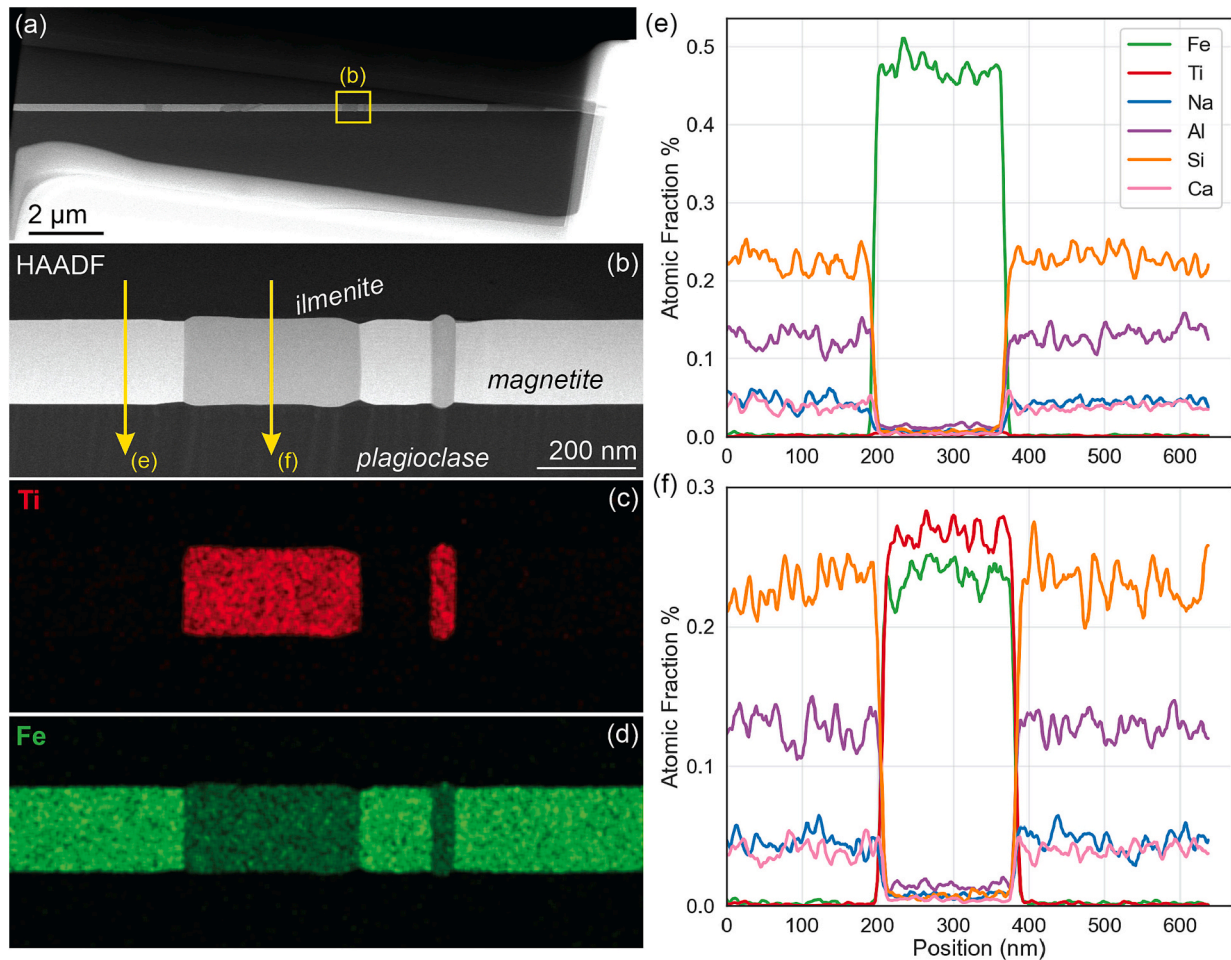 (a)
(b)
2 µm
HAADF
(b)
ilmenite
magnetite
(e)
(f)
plagioclase
200 nm
Ti
(c)
Fe
(d)
(e)
0.5
0.4
0.3
0.2
0.1
0.0
Atomic Fraction %
Fe
Ti
Na
Al
Si
Ca
0 100 200 300 400 500 600
(f)
0.3
0.2
0.1
0.0
Atomic Fraction %
0 100 200 300 400 500 600
Position (nm)